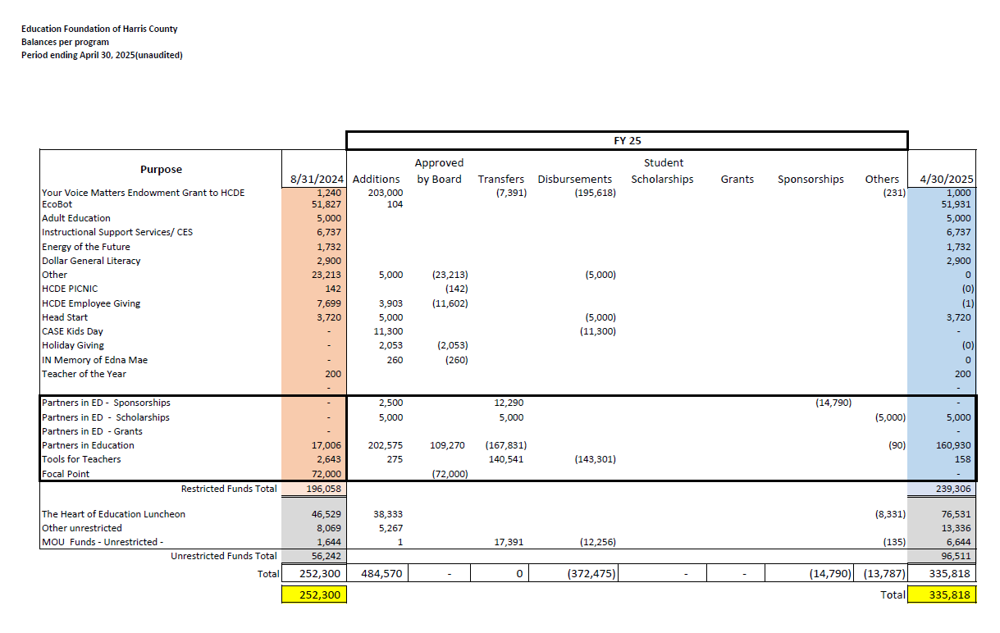 Education Foundation of Harris County
Balances per program
Period ending April 30, 2025(unaudited)
FY 25
Purpose 8/31/2024 Additions Approved by Board Transfers Disbursements Student Scholarships Grants Sponsorships Others 4/30/2025
Your Voice Matters Endowment Grant to HCDE 1,240 203,000 (7,391) (195,618) (231) 1,000
EcoBot 51,827 104 51,931
Adult Education 5,000 5,000
Instructional Support Services/ CES 6,737 6,737
Energy of the Future 1,732 1,732
Dollar General Literacy 2,900 2,900
Other 23,213 5,000 (23,213) (5,000) 0
HCDE PICNIC 142 (142) (0)
HCDE Employee Giving 7,699 3,903 (11,602) (1)
Head Start 3,720 5,000 (5,000) 3,720
CASE Kids Day - 11,300 (11,300) -
Holiday Giving - 2,053 (2,053) (0)
IN Memory of Edna Mae - 260 (260) 0
Teacher of the Year 200 200
- -
Partners in ED - Sponsorships - 2,500 12,290 (14,790) -
Partners in ED - Scholarships - 5,000 5,000 (5,000) 5,000
Partners in ED - Grants - -
Partners in Education 17,006 202,575 109,270 (167,831) (90) 160,930
Tools for Teachers 2,643 275 140,541 (143,301) 158
Focal Point 72,000 (72,000) -
Restricted Funds Total 196,058 239,306
The Heart of Education Luncheon 46,529 38,333 (8,331) 76,531
Other unrestricted 8,069 5,267 13,336
MOU Funds - Unrestricted - 1,644 1 17,391 (12,256) (135) 6,644
Unrestricted Funds Total 56,242 96,511
Total 252,300 484,570 - 0 (372,475) - - (14,790) (13,787) 335,818
252,300 Total 335,818